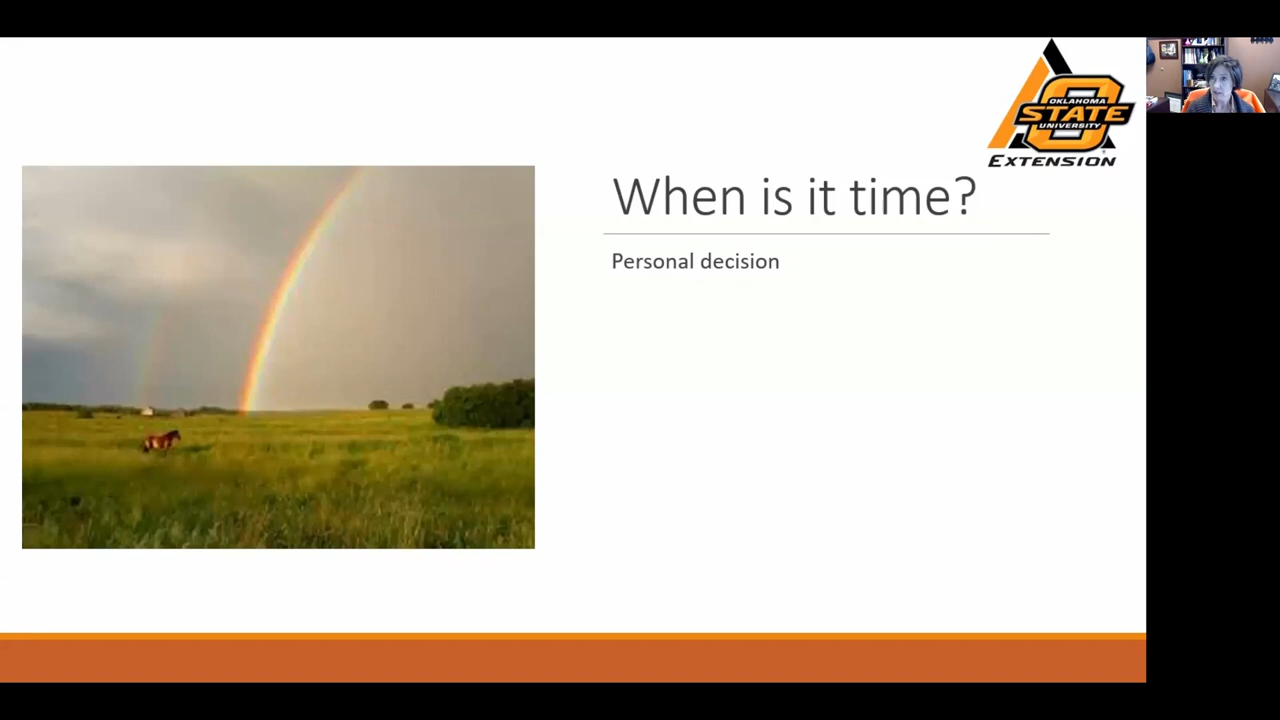 OKLAHOMA
STATE
UNIVERSITY
EXTENSION
When is it time?
Personal decision